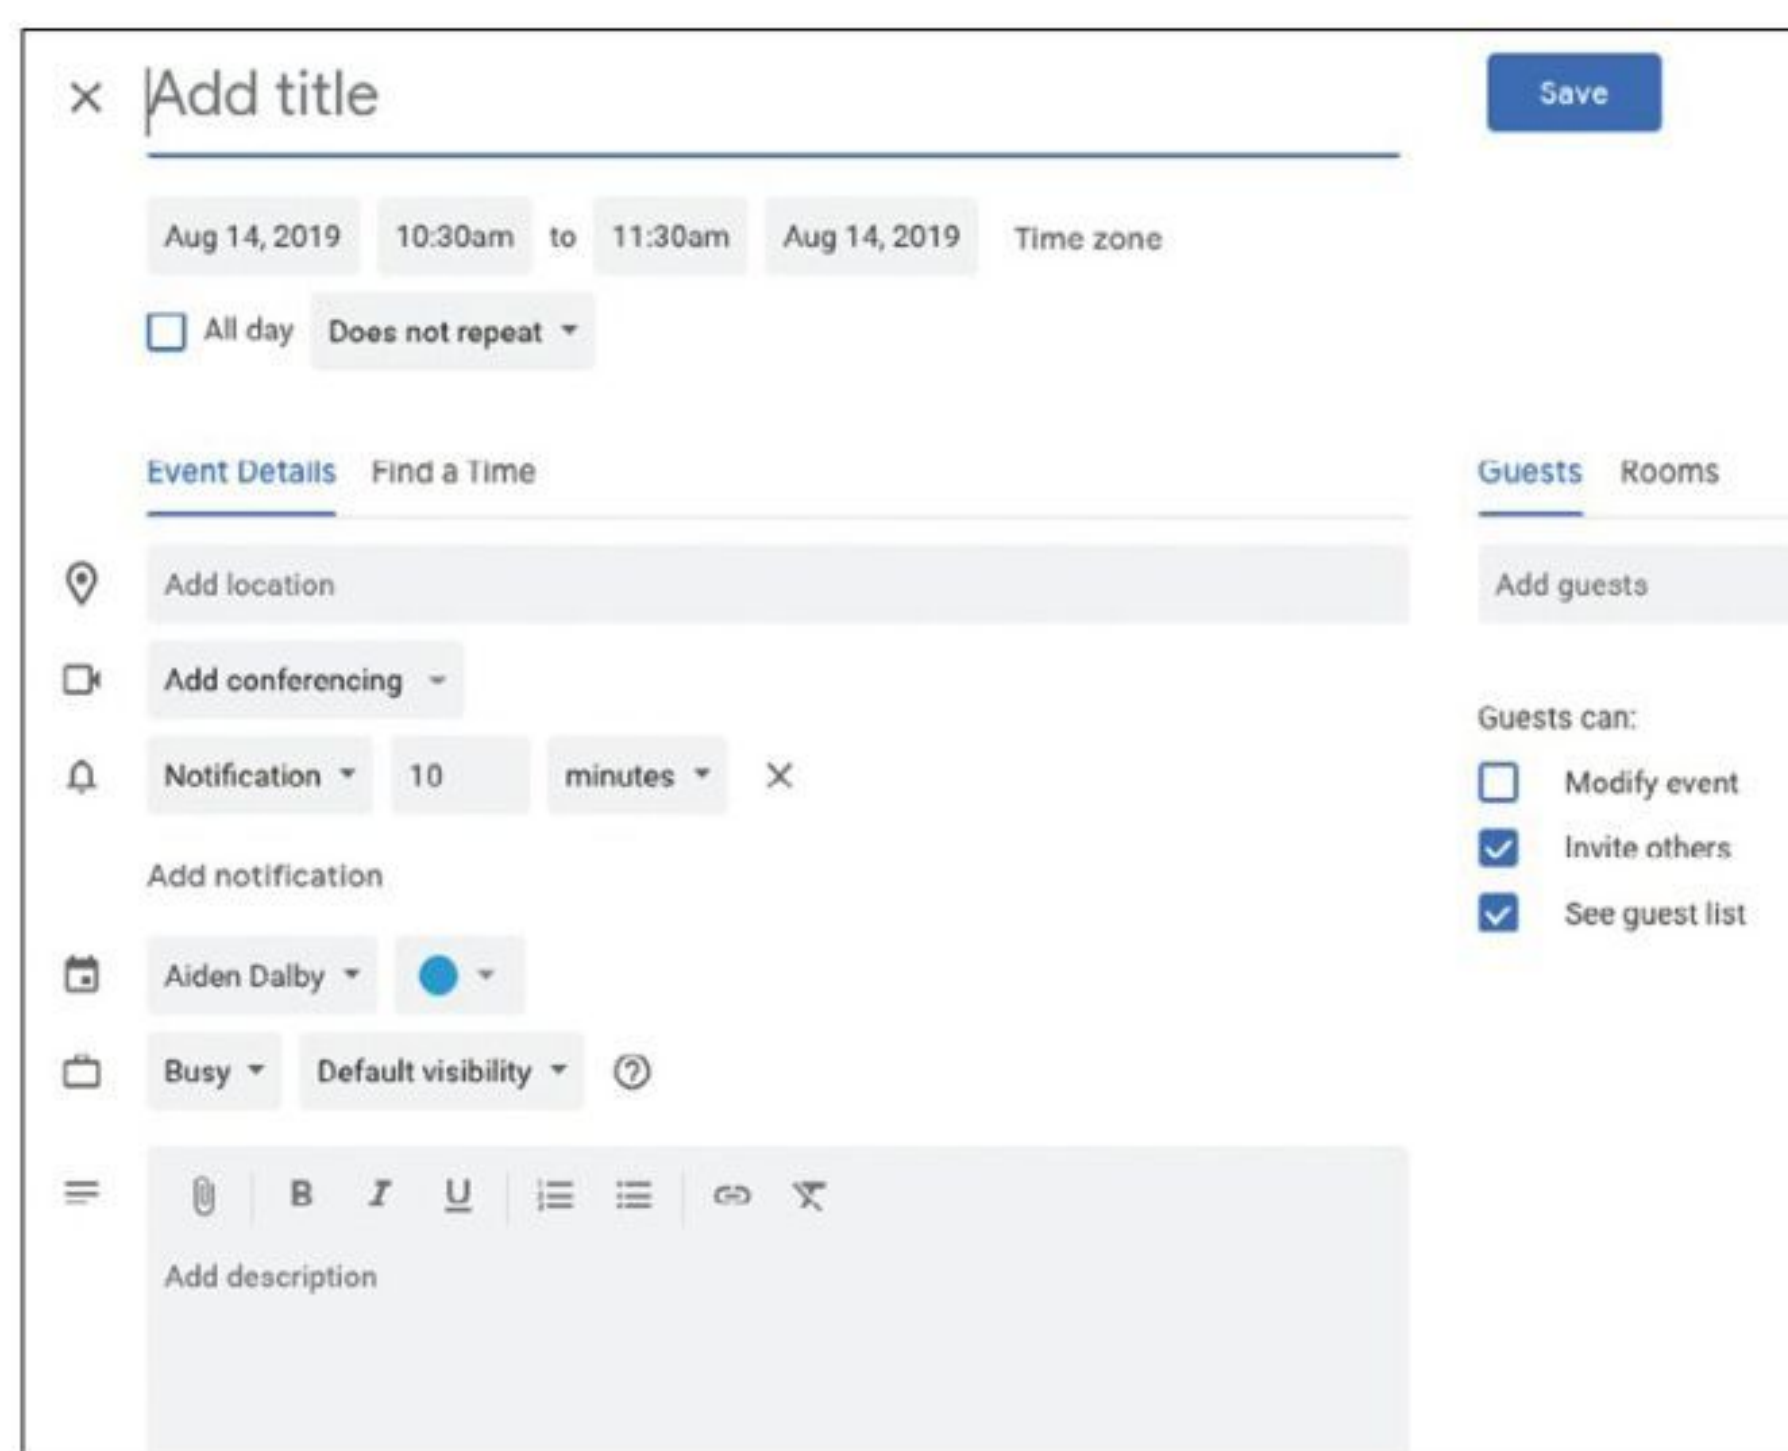 Add title
Save
Aug 14, 2019 10:30am to 11:30am Aug 14, 2019 Time zone
All day Does not repeat
Event Details Find a Time
Guests Rooms
Add location
Add guests
Add conferencing
Guests can:
Notification 10 minutes
Modify event
Invite others
Add notification
See guest list
Aiden Dalby
Busy Default visibility
B I U
Add description